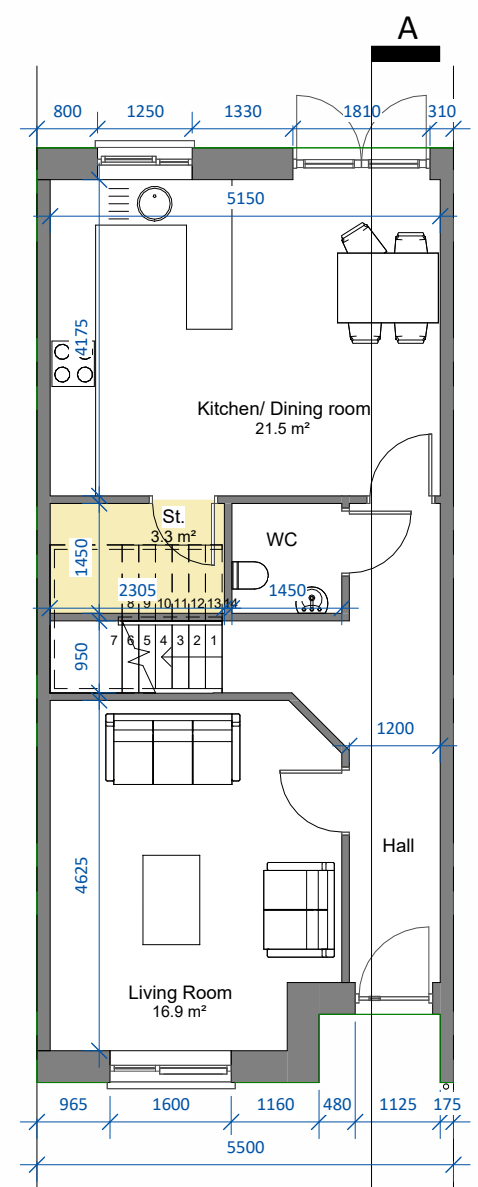 A
800 1250 1330 1810 310
5150
4175
Kitchen/ Dining room
21.5 m²
St.
3.3 m²
WC
1450
2305 1450
8 9 10 11 12 13 14
7 6 5 4 3 2 1
950
1200
4625
Hall
Living Room
16.9 m²
965 1600 1160 480 1125 175
5500